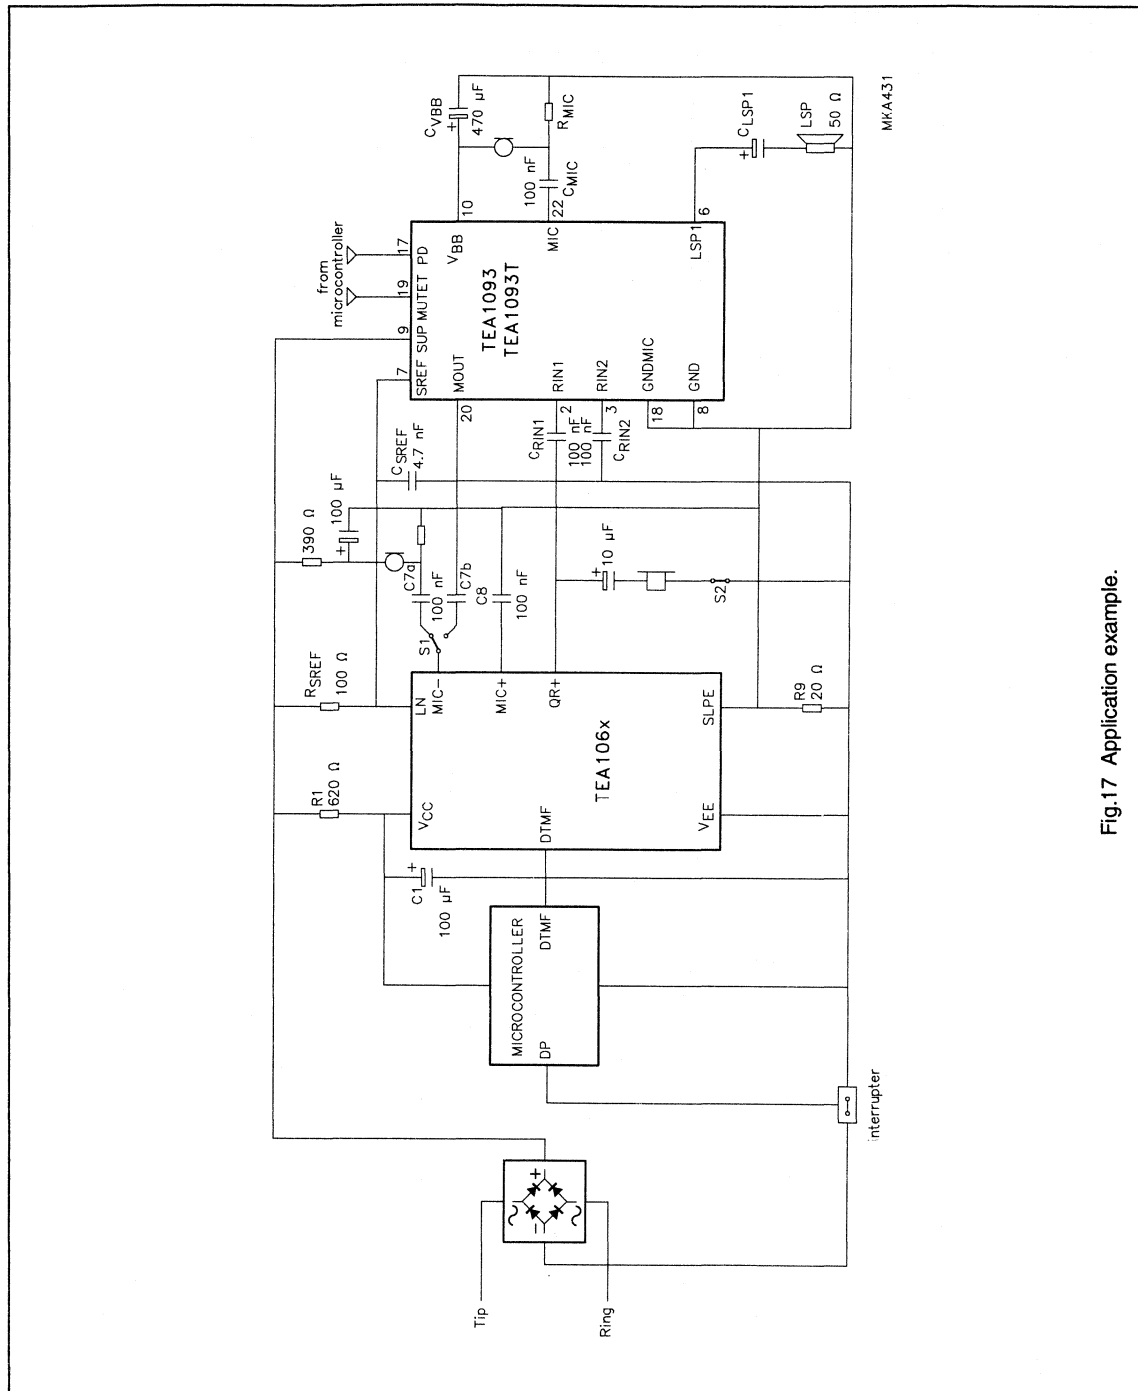 Tip
Ring
interrupter
DP
MICROCONTROLLER
DTMF
C1
100 µF
+
R1
620 Ω
RSREF
100 Ω
VCC
LN
MIC−
MIC+
QR+
DTMF
TEA106x
VEE
SLPE
R9
20 Ω
S1
C7a
100 nF
C7b
C8
100 nF
390 Ω
100 µF
+
CSREF
4.7 nF
10 µF
+
S2
CRIN1
100 nF
100 nF
CRIN2
from
microcontroller
7
9
19
17
SREF
SUP
MUTET
PD
20
MOUT
2
RIN1
3
RIN2
18
GNDMIC
8
GND
TEA1093
TEA1093T
VBB
10
MIC
22
LSP1
6
CVBB
470 µF
+
RMIC
100 nF
CMIC
CLSP1
+
LSP
50 Ω
MKA431
Fig.17 Application example.